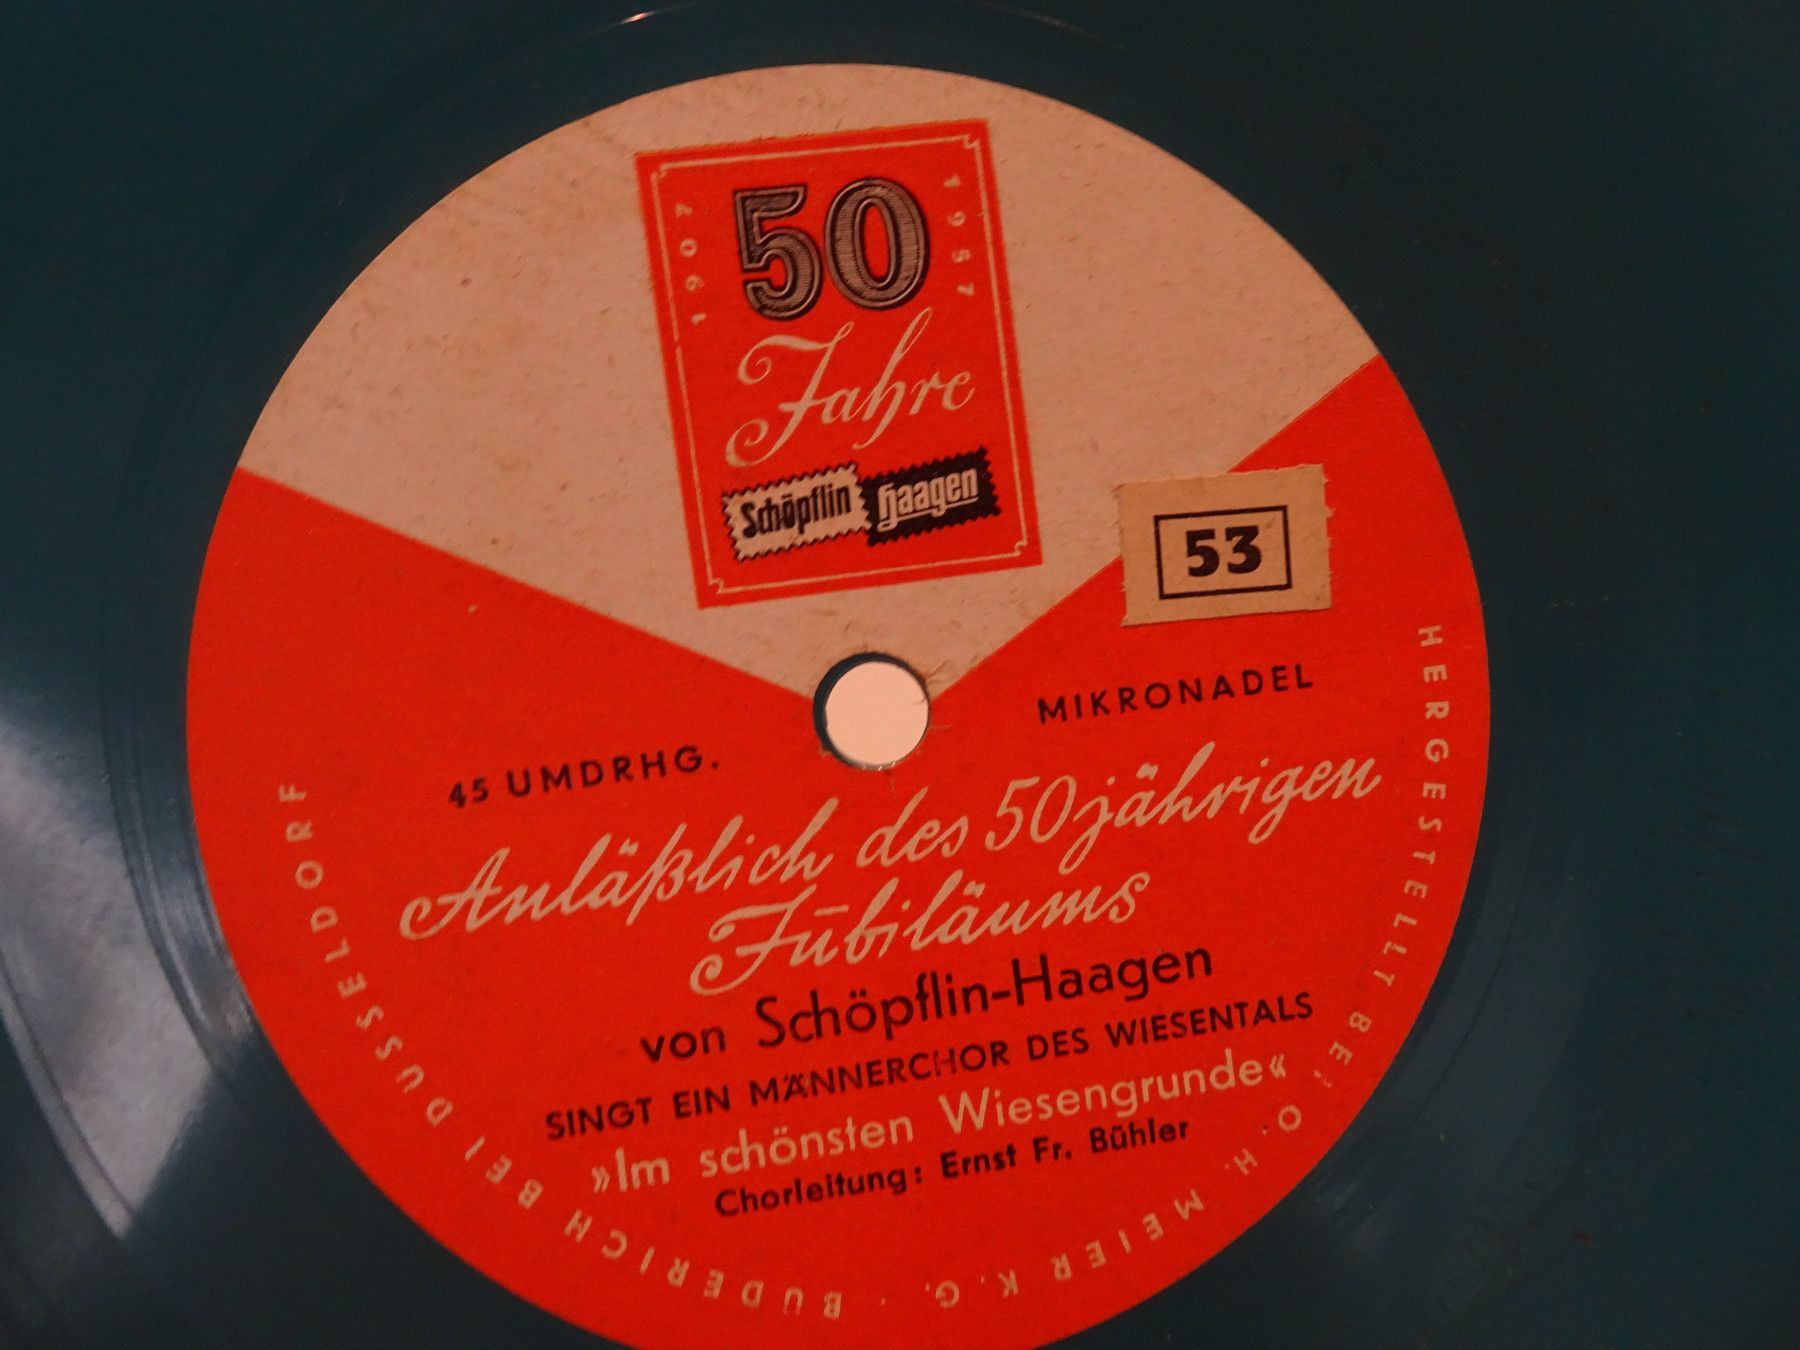 50
1907
1957
Jahre
Schöpflin Haagen
53
45 UMDRHG.
MIKRONADEL
Anläßlich des 50jährigen
Jubiläums
von Schöpflin-Haagen
SINGT EIN MÄNNERCHOR DES WIESENTALS
»Im schönsten Wiesengrunde«
Chorleitung: Ernst Fr. Bühler
HERGESTELLT BEI O. H. MEIER K. G. · BUDERICH BEI DUSSELDORF